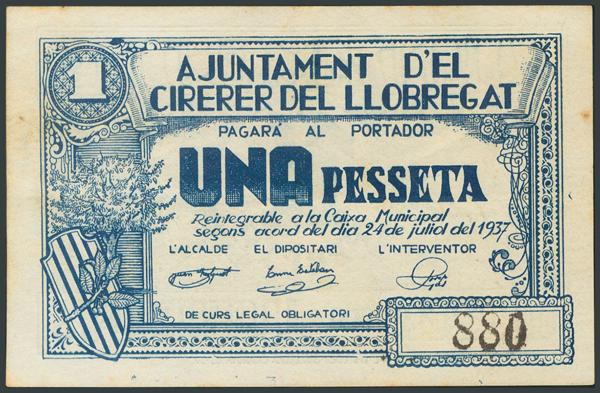 1
AJUNTAMENT D'EL
CIRERER DEL LLOBREGAT
PAGARÀ AL PORTADOR
UNA PESSETA
Reintegrable a la Caixa Municipal
segons acord del dia 24 de juliol del 1937
L'ALCALDE EL DIPOSITARI L'INTERVENTOR
DE CURS LEGAL OBLIGATORI
880